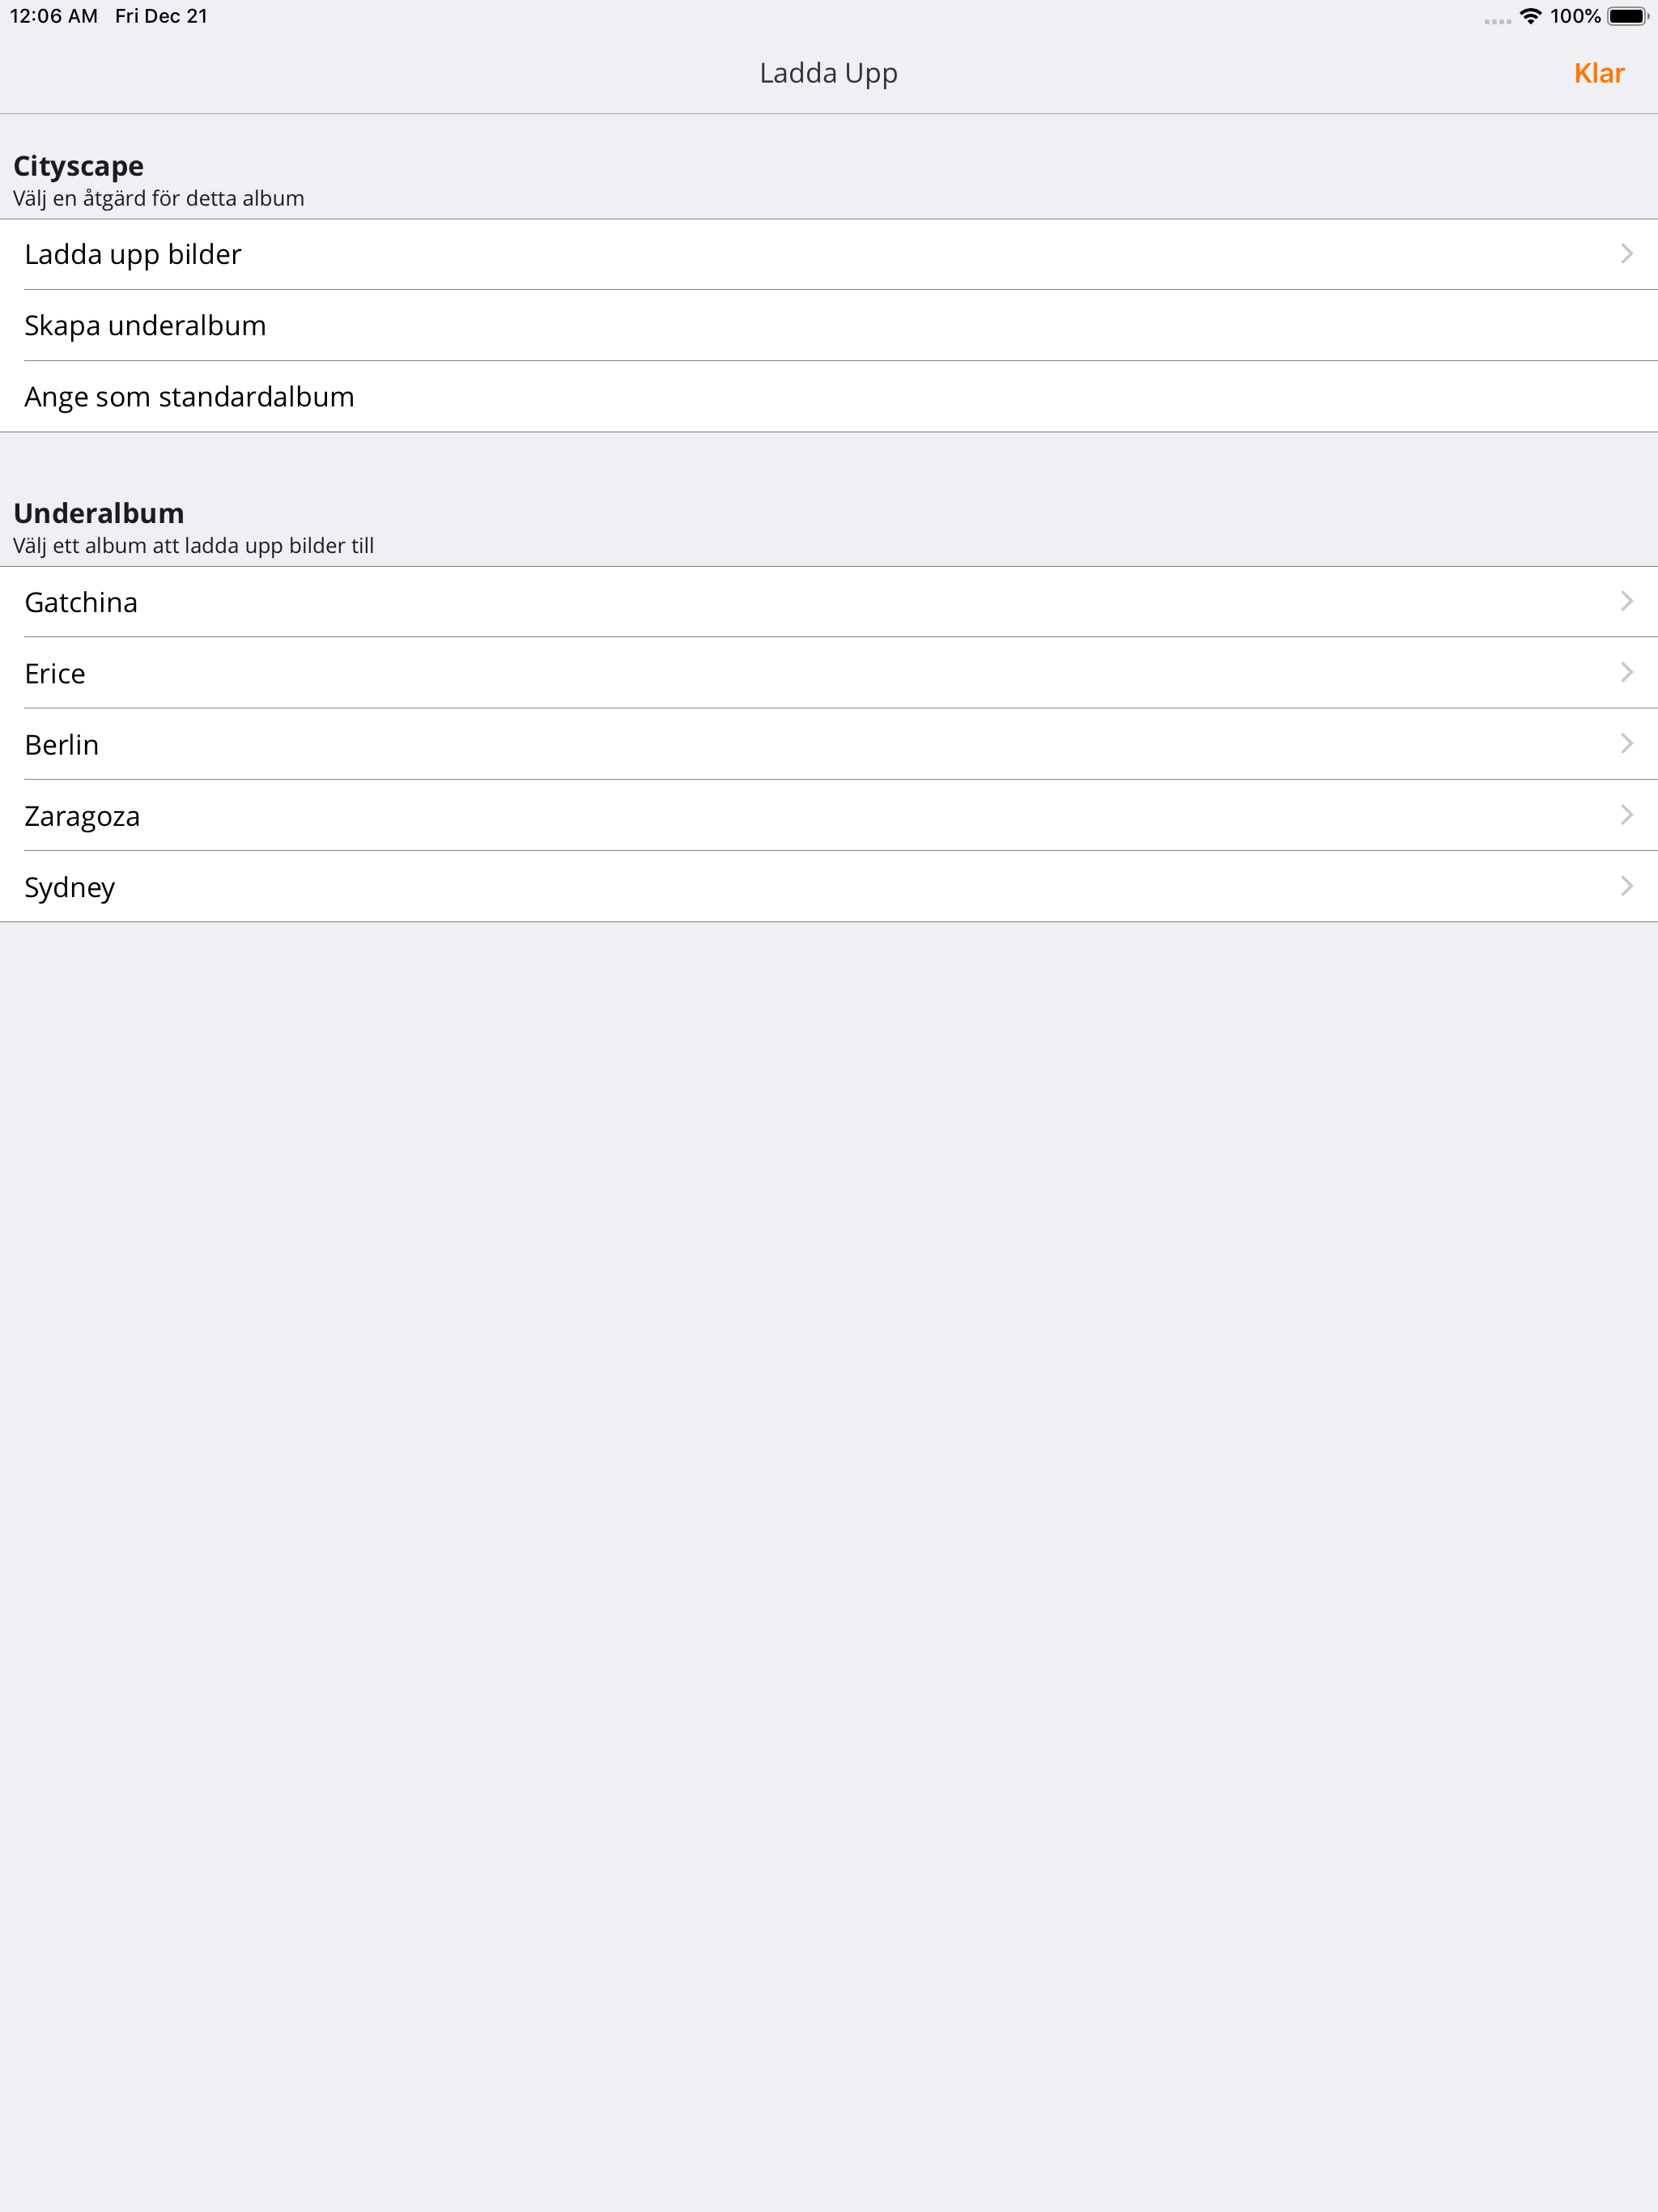 12:06 AM Fri Dec 21 100%
Ladda Upp Klar
Cityscape
Välj en åtgärd för detta album
Ladda upp bilder
Skapa underalbum
Ange som standardalbum
Underalbum
Välj ett album att ladda upp bilder till
Gatchina
Erice
Berlin
Zaragoza
Sydney